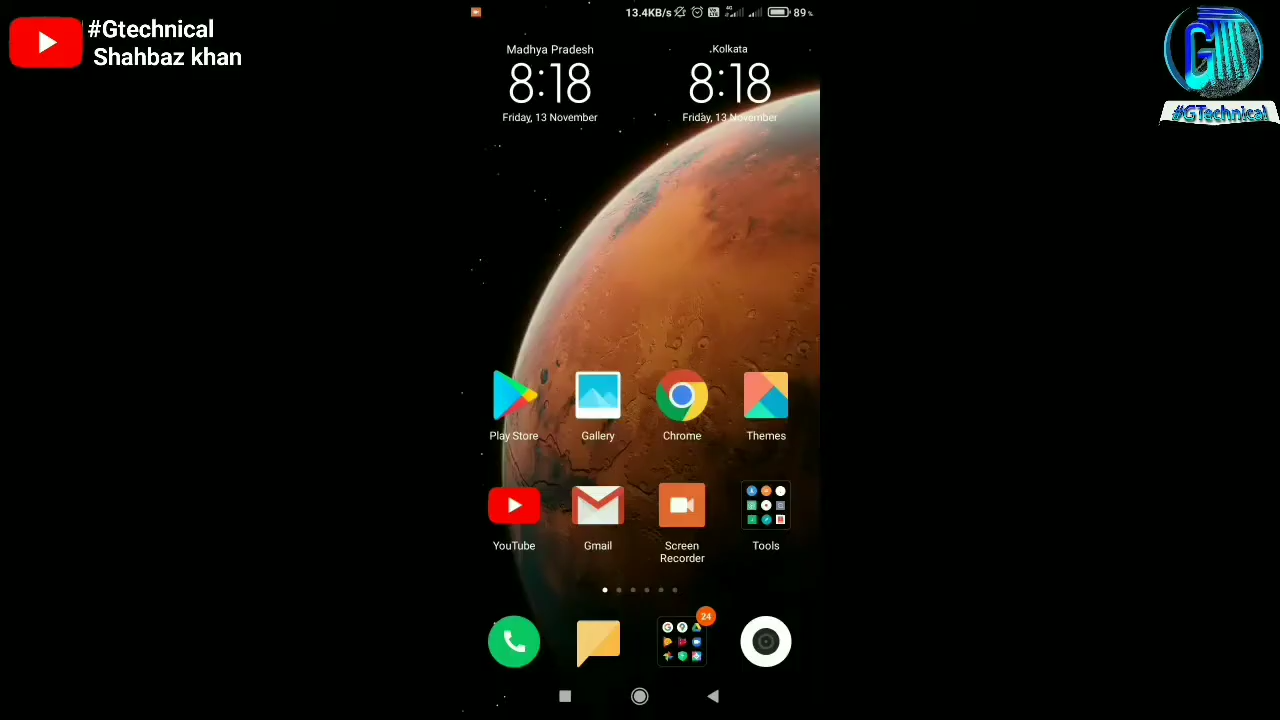 #Gtechnical
Shahbaz khan
13.4KB/s
4G
89%
Madhya Pradesh
8:18
Friday, 13 November
Kolkata
8:18
Friday, 13 November
#GTechnical
Play Store
Gallery
Chrome
Themes
YouTube
Gmail
Screen
Recorder
Tools
24